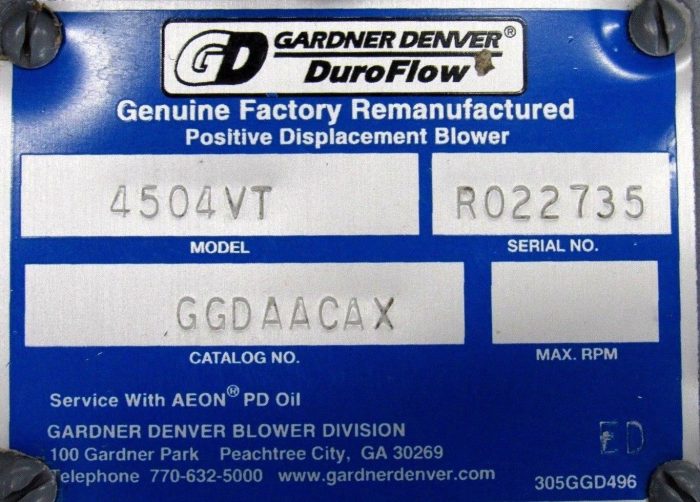 GD GARDNER DENVER®
DuroFlow
Genuine Factory Remanufactured
Positive Displacement Blower
4504VT R022735
MODEL SERIAL NO.
GGDAACAX
CATALOG NO. MAX. RPM
Service With AEON® PD Oil
GARDNER DENVER BLOWER DIVISION
100 Gardner Park Peachtree City, GA 30269
Telephone 770-632-5000 www.gardnerdenver.com
ED
305GGD496